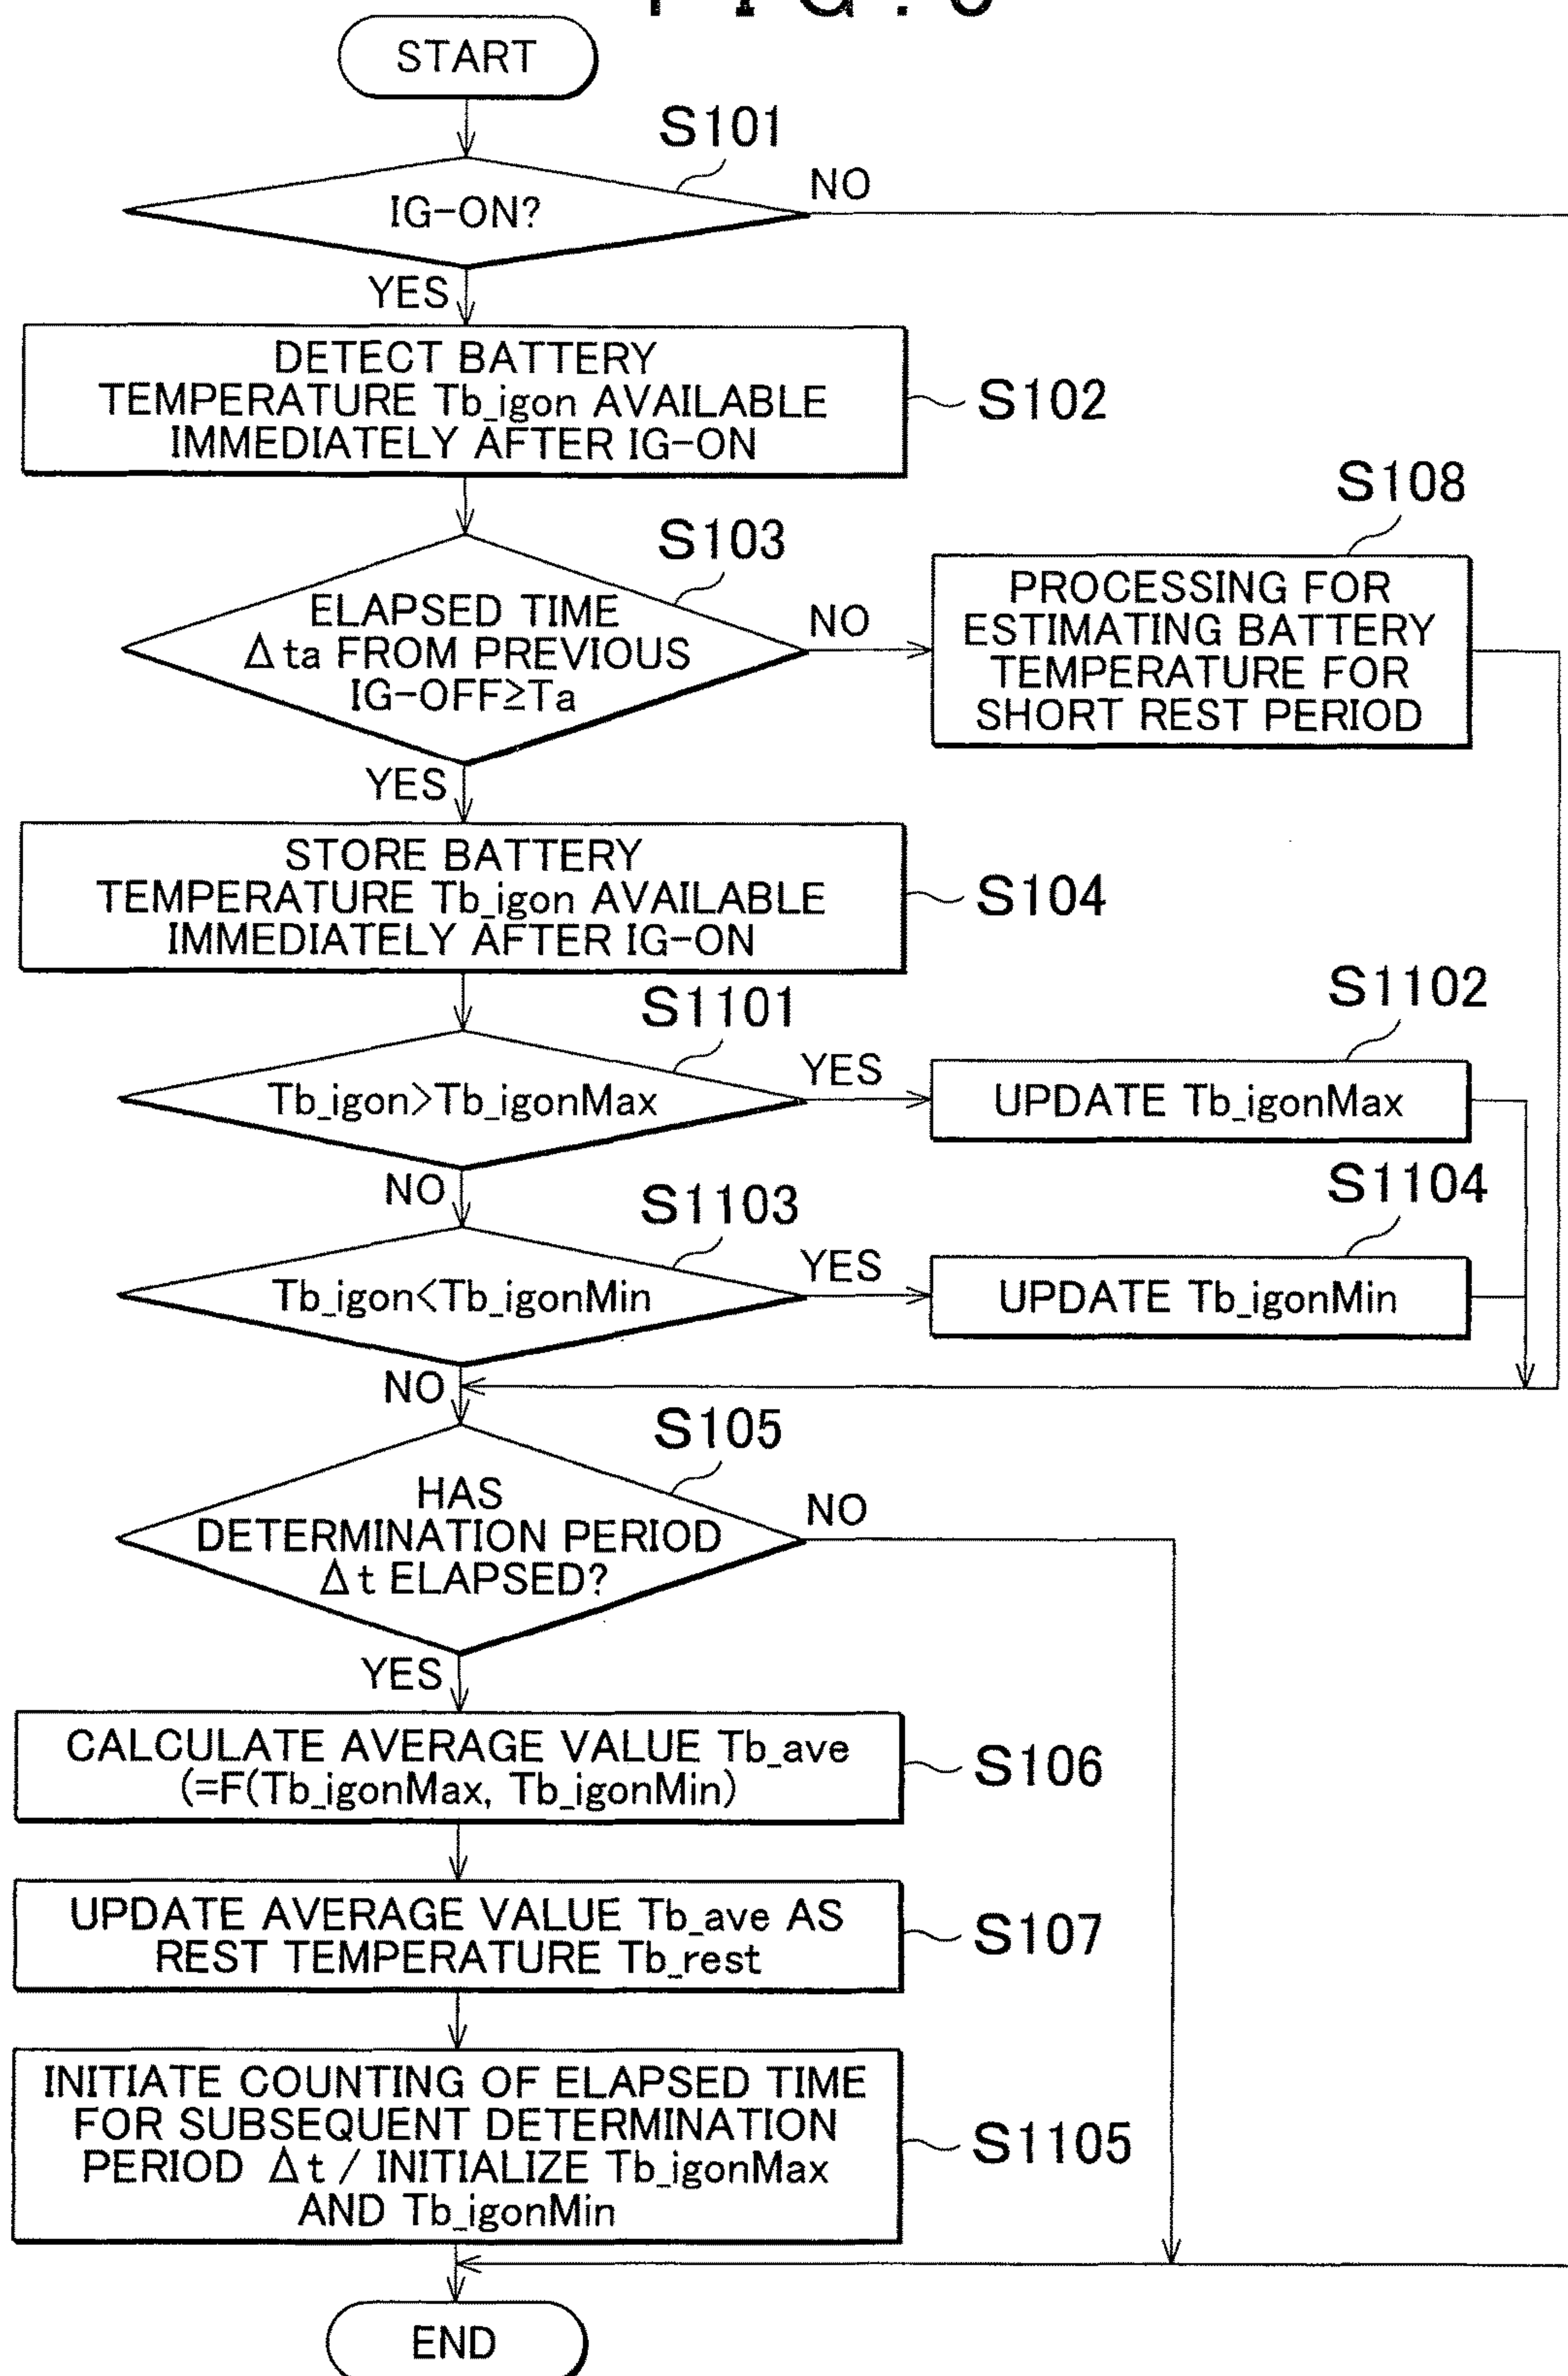 START
S101
IG-ON?
NO
YES
DETECT BATTERY
TEMPERATURE Tb_igon AVAILABLE
IMMEDIATELY AFTER IG-ON
S102
S103
ELAPSED TIME
Δta FROM PREVIOUS
IG-OFF≥Ta
NO
S108
PROCESSING FOR
ESTIMATING BATTERY
TEMPERATURE FOR
SHORT REST PERIOD
YES
STORE BATTERY
TEMPERATURE Tb_igon AVAILABLE
IMMEDIATELY AFTER IG-ON
S104
S1101
Tb_igon>Tb_igonMax
YES
S1102
UPDATE Tb_igonMax
NO
S1103
Tb_igon<Tb_igonMin
YES
S1104
UPDATE Tb_igonMin
NO
S105
HAS
DETERMINATION PERIOD
Δt ELAPSED?
NO
YES
CALCULATE AVERAGE VALUE Tb_ave
(=F(Tb_igonMax, Tb_igonMin)
S106
UPDATE AVERAGE VALUE Tb_ave AS
REST TEMPERATURE Tb_rest
S107
INITIATE COUNTING OF ELAPSED TIME
FOR SUBSEQUENT DETERMINATION
PERIOD Δt / INITIALIZE Tb_igonMax
AND Tb_igonMin
S1105
END